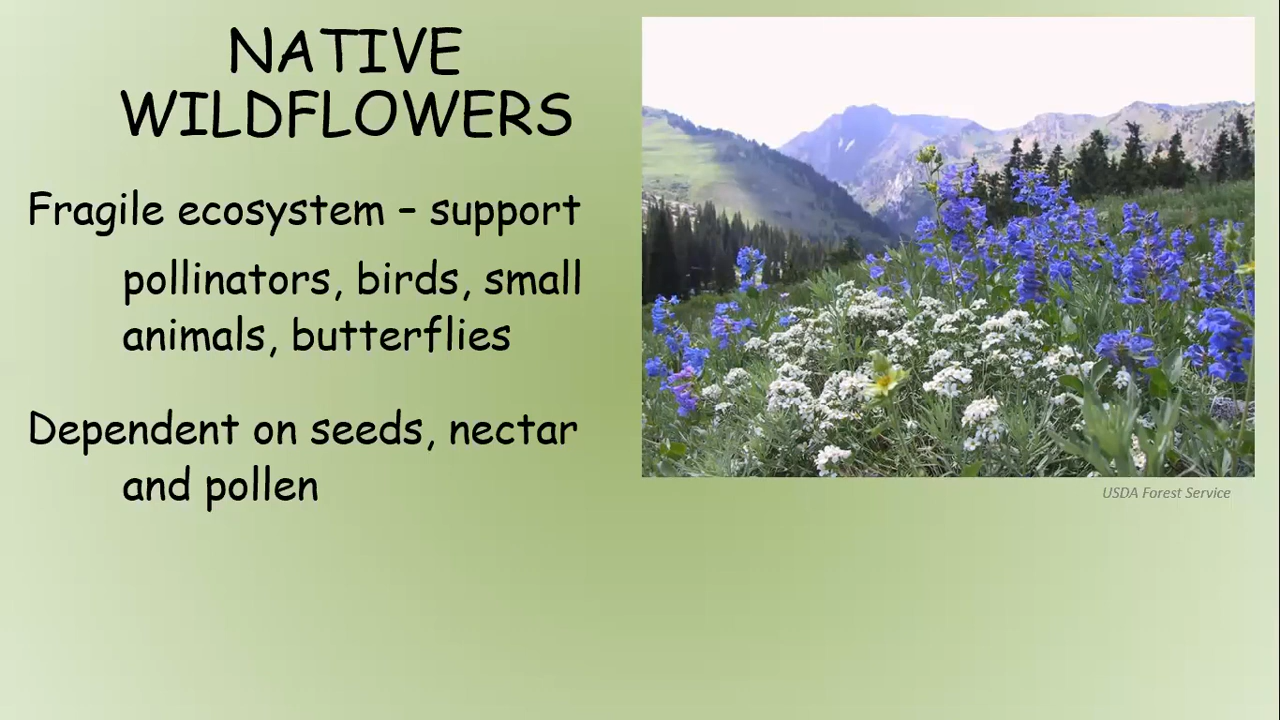 NATIVE
WILDFLOWERS
Fragile ecosystem – support
pollinators, birds, small
animals, butterflies
Dependent on seeds, nectar
and pollen
USDA Forest Service